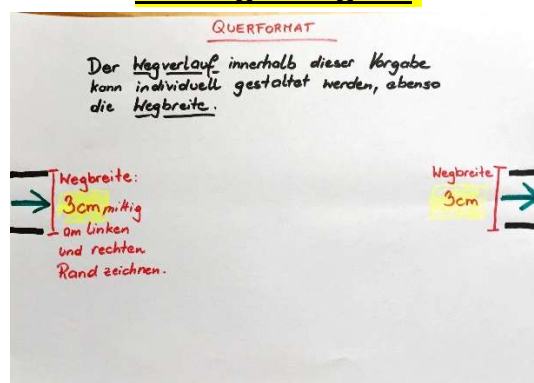 QUERFORMAT
Der Wegverlauf innerhalb dieser Vorgabe
kann individuell gestaltet werden, ebenso
die Wegbreite.
Wegbreite:
3cm mittig
am linken
und rechten
Rand zeichnen.
Wegbreite
3cm